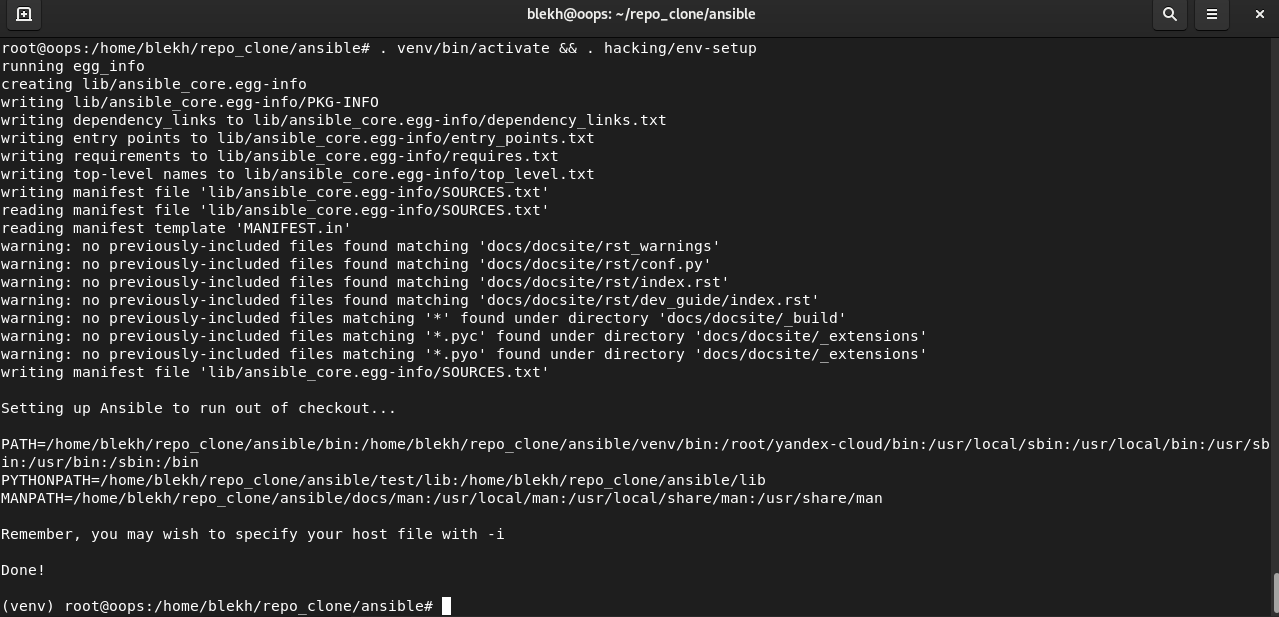 blekh@oops: ~/repo_clone/ansible
root@oops:/home/blekh/repo_clone/ansible# . venv/bin/activate && . hacking/env-setup
running egg_info
creating lib/ansible_core.egg-info
writing lib/ansible_core.egg-info/PKG-INFO
writing dependency_links to lib/ansible_core.egg-info/dependency_links.txt
writing entry points to lib/ansible_core.egg-info/entry_points.txt
writing requirements to lib/ansible_core.egg-info/requires.txt
writing top-level names to lib/ansible_core.egg-info/top_level.txt
writing manifest file 'lib/ansible_core.egg-info/SOURCES.txt'
reading manifest file 'lib/ansible_core.egg-info/SOURCES.txt'
reading manifest template 'MANIFEST.in'
warning: no previously-included files found matching 'docs/docsite/rst_warnings'
warning: no previously-included files found matching 'docs/docsite/rst/conf.py'
warning: no previously-included files found matching 'docs/docsite/rst/index.rst'
warning: no previously-included files found matching 'docs/docsite/rst/dev_guide/index.rst'
warning: no previously-included files matching '*' found under directory 'docs/docsite/_build'
warning: no previously-included files matching '*.pyc' found under directory 'docs/docsite/_extensions'
warning: no previously-included files matching '*.pyo' found under directory 'docs/docsite/_extensions'
writing manifest file 'lib/ansible_core.egg-info/SOURCES.txt'
Setting up Ansible to run out of checkout...
PATH=/home/blekh/repo_clone/ansible/bin:/home/blekh/repo_clone/ansible/venv/bin:/root/yandex-cloud/bin:/usr/local/sbin:/usr/local/bin:/usr/sb
in:/usr/bin:/sbin:/bin
PYTHONPATH=/home/blekh/repo_clone/ansible/test/lib:/home/blekh/repo_clone/ansible/lib
MANPATH=/home/blekh/repo_clone/ansible/docs/man:/usr/local/man:/usr/local/share/man:/usr/share/man
Remember, you may wish to specify your host file with -i
Done!
(venv) root@oops:/home/blekh/repo_clone/ansible#